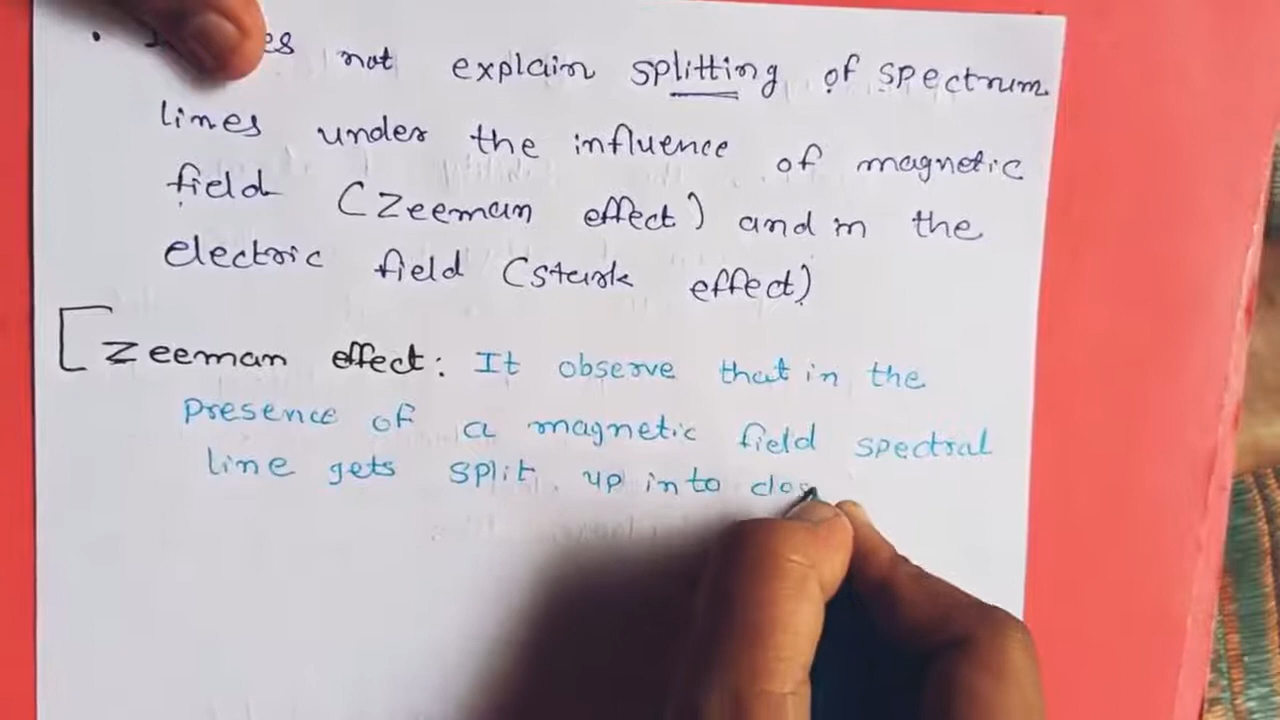 not explain splitting of spectrum
lines under the influence of magnetic
field (Zeeman effect) and in the
electric field (Stark effect)
Zeeman effect: It observe that in the
presence of a magnetic field spectral
line gets split up into clos